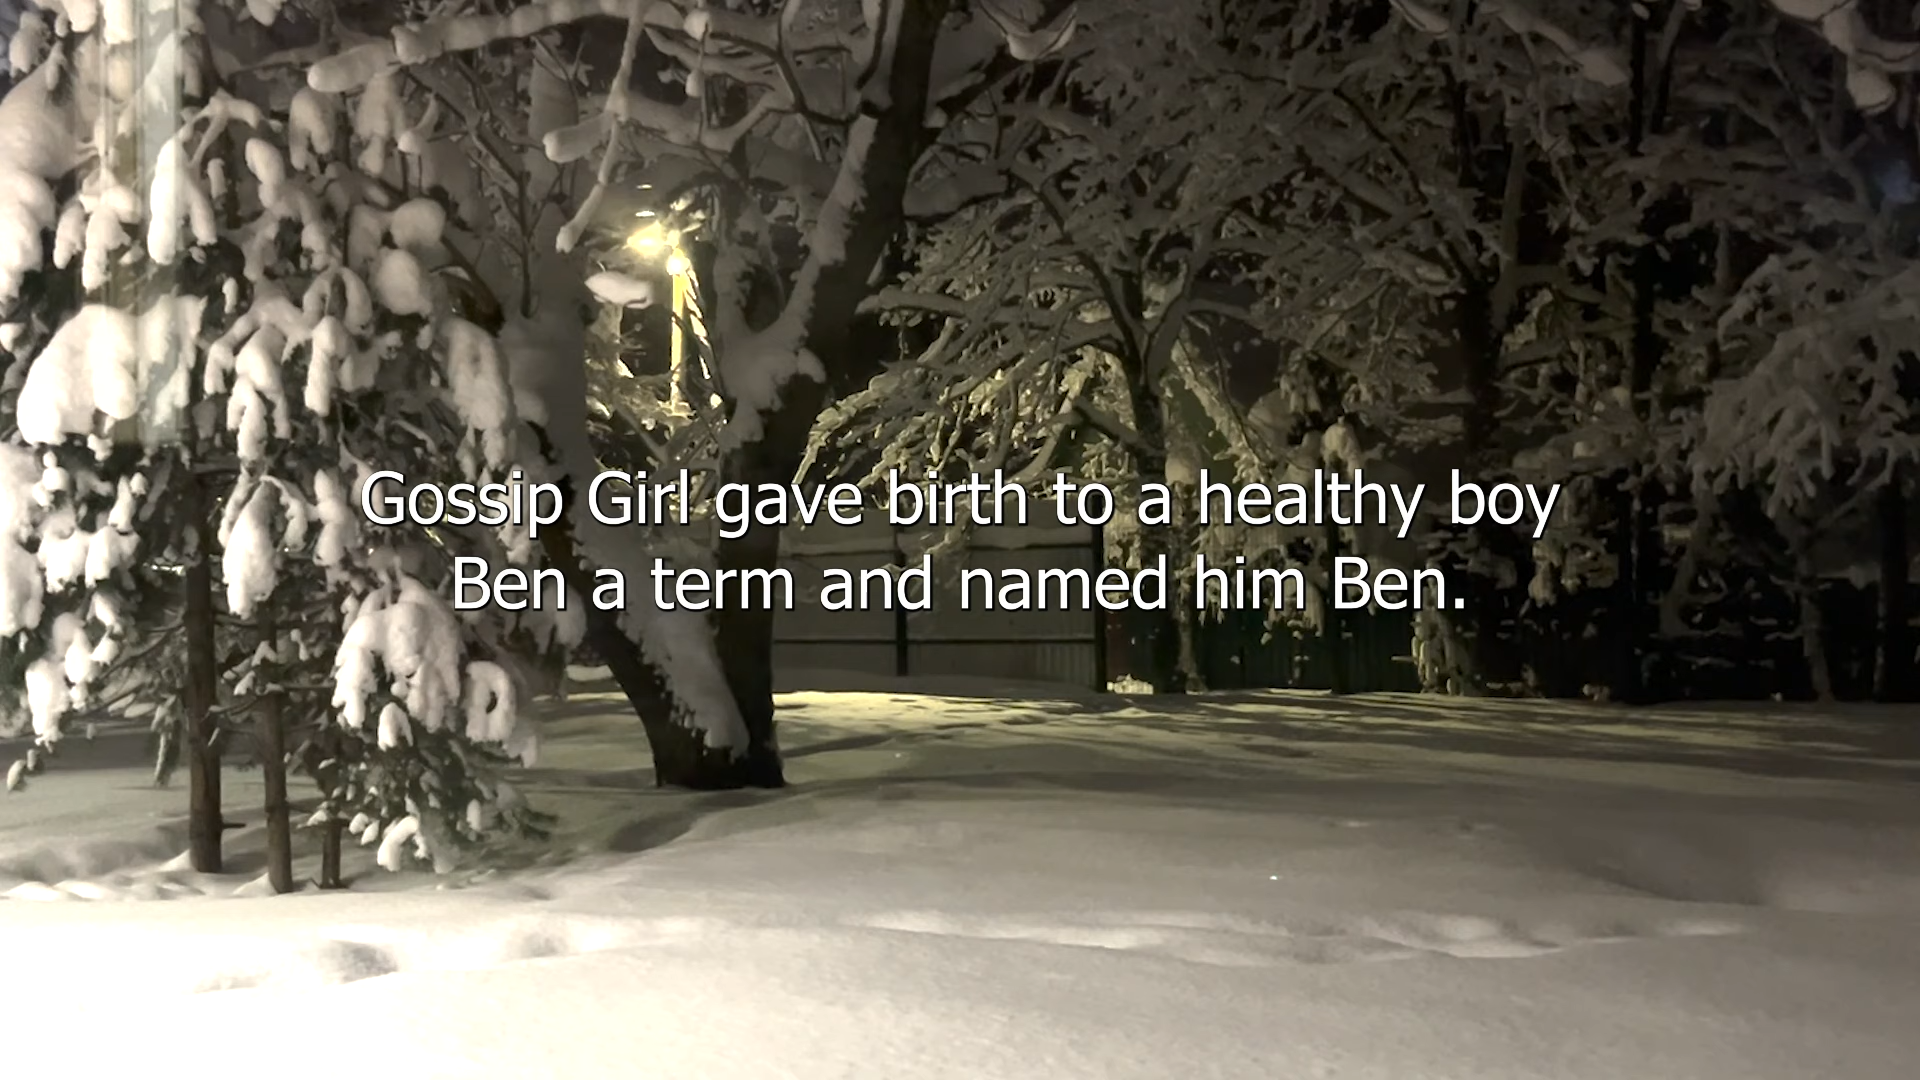 Gossip Girl gave birth to a healthy boy
Ben a term and named him Ben.